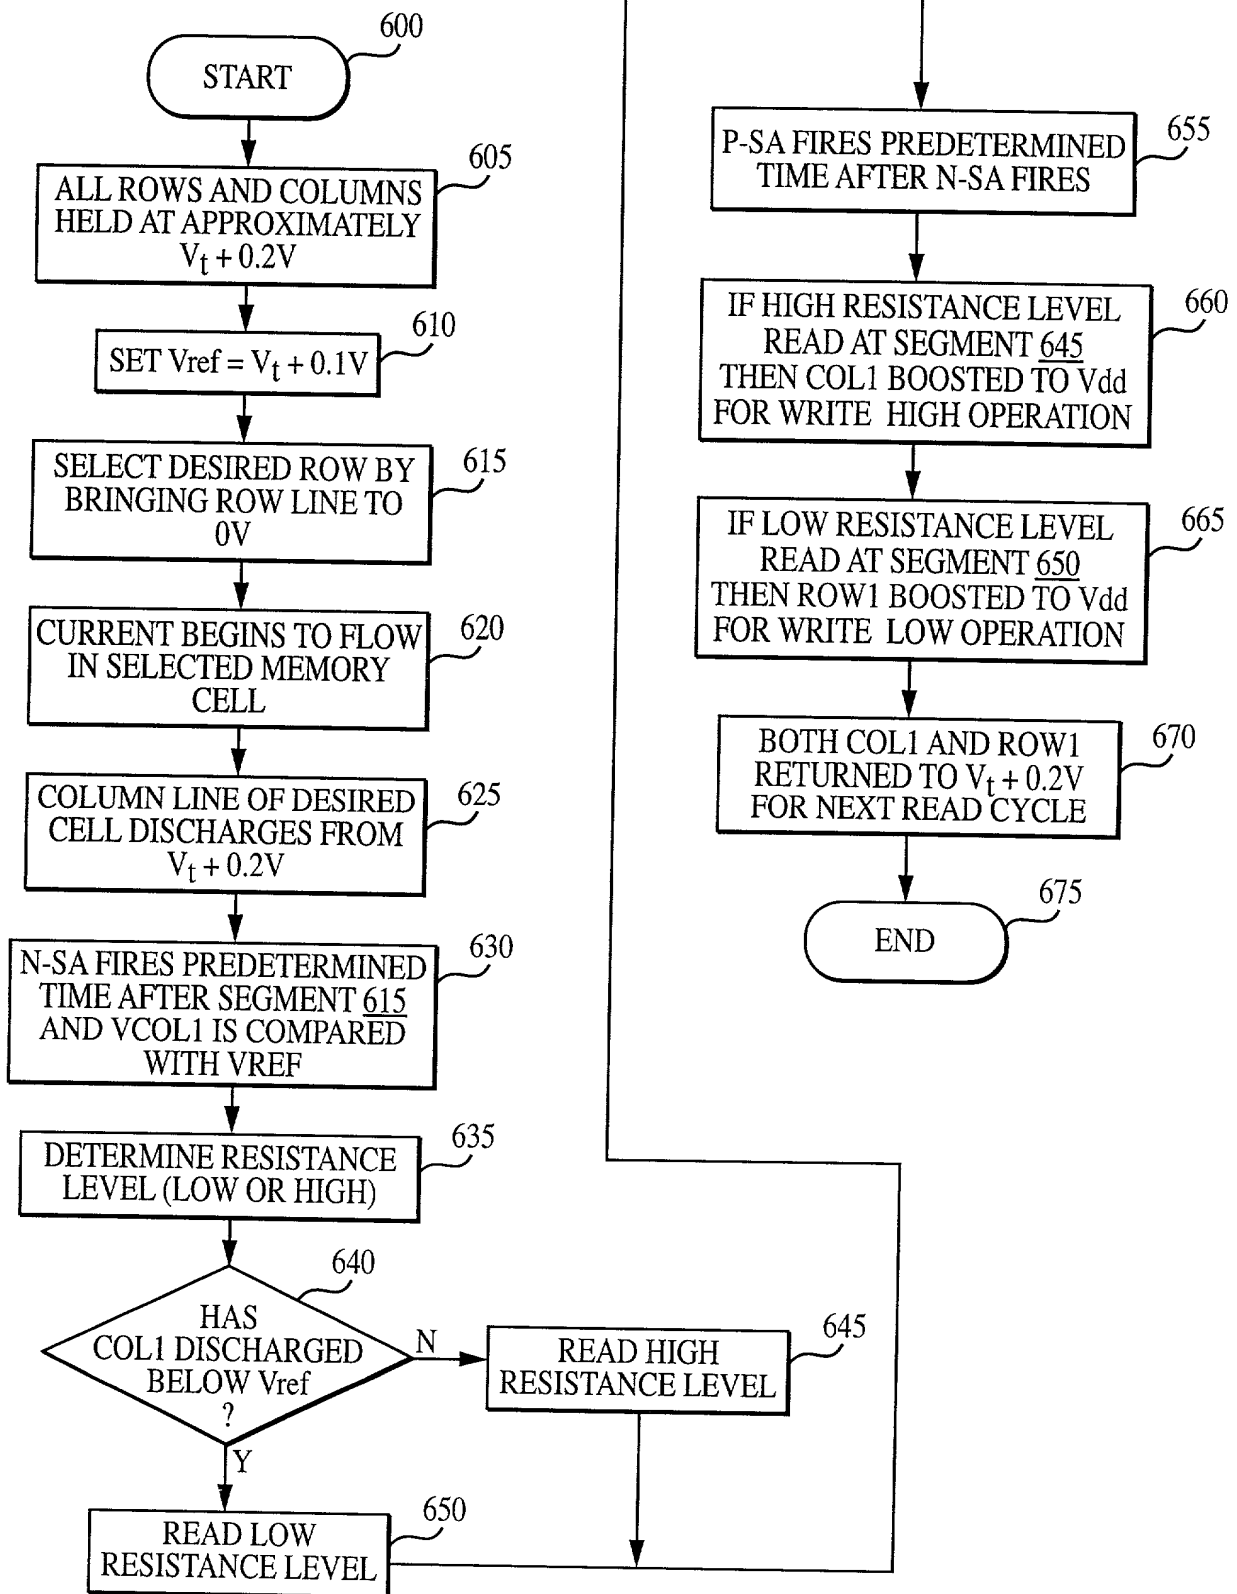 600
START
605
ALL ROWS AND COLUMNS
HELD AT APPROXIMATELY
Vt + 0.2V
610
SET Vref = Vt + 0.1V
615
SELECT DESIRED ROW BY
BRINGING ROW LINE TO
0V
620
CURRENT BEGINS TO FLOW
IN SELECTED MEMORY
CELL
625
COLUMN LINE OF DESIRED
CELL DISCHARGES FROM
Vt + 0.2V
630
N-SA FIRES PREDETERMINED
TIME AFTER SEGMENT 615
AND VCOL1 IS COMPARED
WITH VREF
635
DETERMINE RESISTANCE
LEVEL (LOW OR HIGH)
640
HAS
COL1 DISCHARGED
BELOW Vref
?
N
Y
645
READ HIGH
RESISTANCE LEVEL
650
READ LOW
RESISTANCE LEVEL
655
P-SA FIRES PREDETERMINED
TIME AFTER N-SA FIRES
660
IF HIGH RESISTANCE LEVEL
READ AT SEGMENT 645
THEN COL1 BOOSTED TO Vdd
FOR WRITE HIGH OPERATION
665
IF LOW RESISTANCE LEVEL
READ AT SEGMENT 650
THEN ROW1 BOOSTED TO Vdd
FOR WRITE LOW OPERATION
670
BOTH COL1 AND ROW1
RETURNED TO Vt + 0.2V
FOR NEXT READ CYCLE
675
END